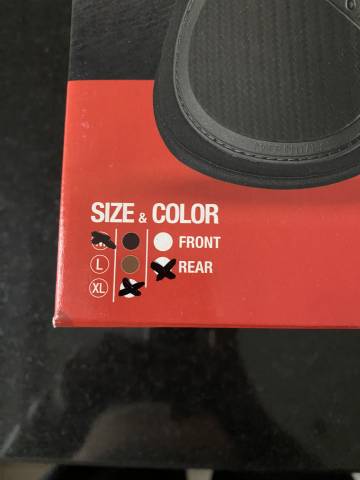 SIZE & COLOR
FRONT
L REAR
XL